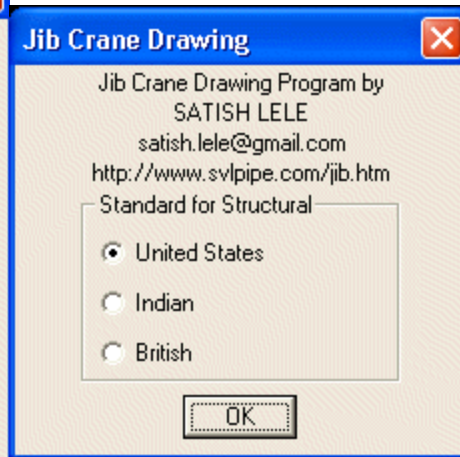 Jib Crane Drawing
Jib Crane Drawing Program by
SATISH LELE
satish.lele@gmail.com
http://www.svlpipe.com/jib.htm
Standard for Structural
United States
Indian
British
OK